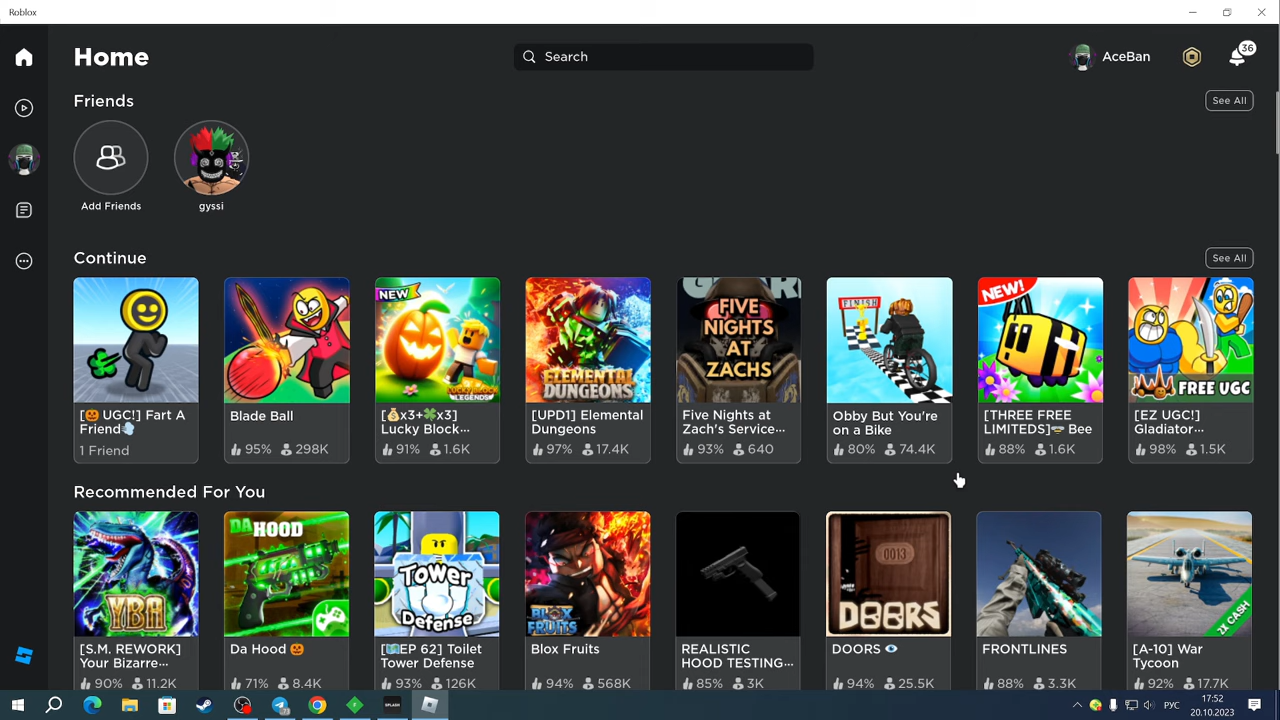 Roblox
Home
Search
AceBan
36
Friends
See All
Add Friends
gyssi
Continue
See All
NEW
FIVE
NIGHTS
AT
ZACHS
ELEMENTAL
DUNGEONS
FINISH
NEW!
FREE UGC
[🎃 UGC!] Fart A
Friend💨
1 Friend
Blade Ball
95% 298K
[💰x3+🍀x3]
Lucky Block...
91% 1.6K
[UPD1] Elemental
Dungeons
97% 17.4K
Five Nights at
Zach's Service...
93% 640
Obby But You're
on a Bike
80% 74.4K
[THREE FREE
LIMITEDS]🐝 Bee
88% 1.6K
[EZ UGC!]
Gladiator...
98% 1.5K
Recommended For You
YBA
DA HOOD
Tower
Defense
BLOX
FRUITS
0013
DOORS
2X CASH
[S.M. REWORK]
Your Bizarre...
90% 11.2K
Da Hood 🎃
71% 8.4K
EP 62] Toilet
Tower Defense
93% 126K
Blox Fruits
94% 568K
REALISTIC
HOOD TESTING...
85% 3K
DOORS 👁
94% 25.5K
FRONTLINES
88% 3.3K
[A-10] War
Tycoon
92% 17.7K
SPLASH
РУС
17:52
20.10.2023